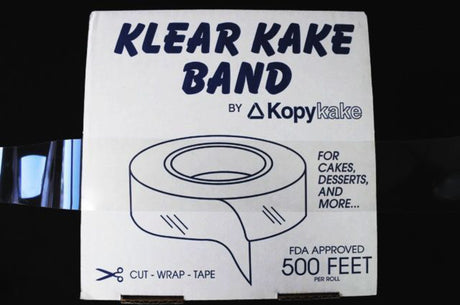 KLEAR KAKE
BAND
BY Kopykake
FOR
CAKES,
DESSERTS,
AND
MORE...
FDA APPROVED
500 FEET
PER ROLL
CUT - WRAP - TAPE